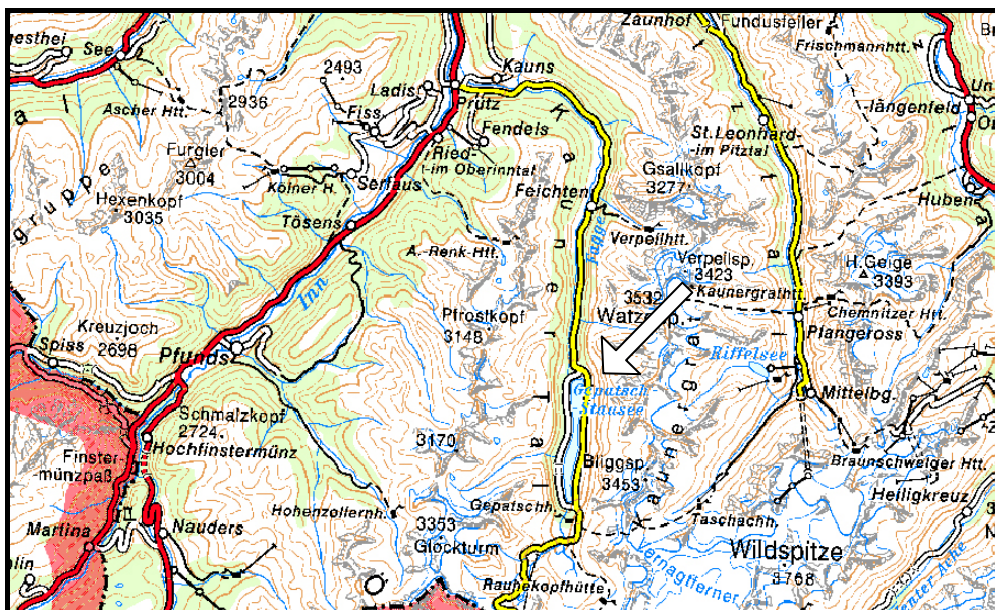 Zaunhof
Fundusfeiler
See
Kauns
Frischmannhtt.
2493
Ladis
Ascher Htt.
2936
Fiss
Prutz
Fendels
-längenfeld
St.Leonhard-
-im Pitztal
Furgler
3004
Ried-
-im Oberinntal
Gsallkopf
3277
Kölner H.
Serfaus
Hexenkopf
3035
Feichten
Huben
Tösens
Verpeilhtt.
A.-Renk-Htt.
Verpeilsp.
3423
H.Geige
3393
Inn
3532
Kaunergrathtt.
Chemnitzer Htt.
Kreuzjoch
2698
Pfrostkopf
3148
Plangeross
Spiss
Pfunds
Riffelsee
Gepatsch
Stausee
Mittelbg.
Schmalzkopf
2724
3170
Hochfinstermünz
Finster-
münzpaß
Bliggsp.
3453
Braunschweiger Htt.
Heiligkreuz
Gepatschh.
Hohenzollernh.
Taschachh.
Martina
Nauders
3353
Glockturm
Wildspitze
3768
Rauhekopfhütte
Kaunertal
Kaunergrat